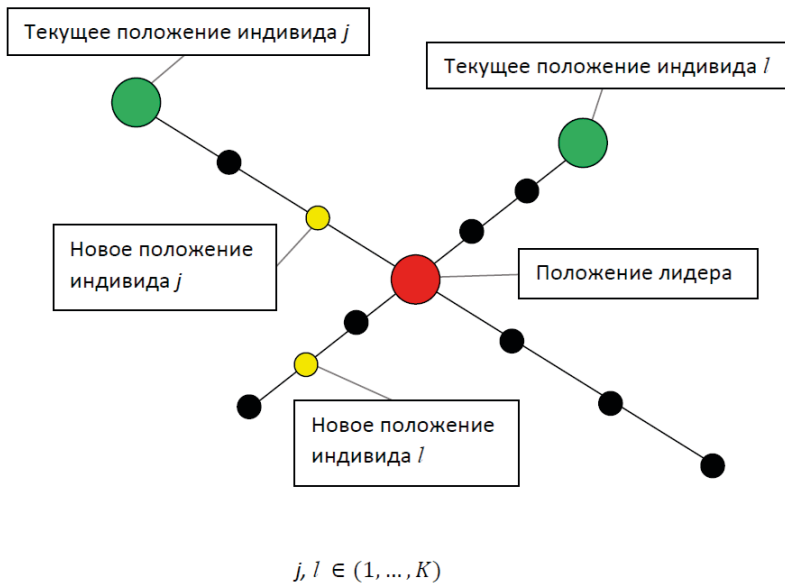 Текущее положение индивида j
Текущее положение индивида l
Новое положение
индивида j
Положение лидера
Новое положение
индивида l
j, l ∈ (1, … , K)